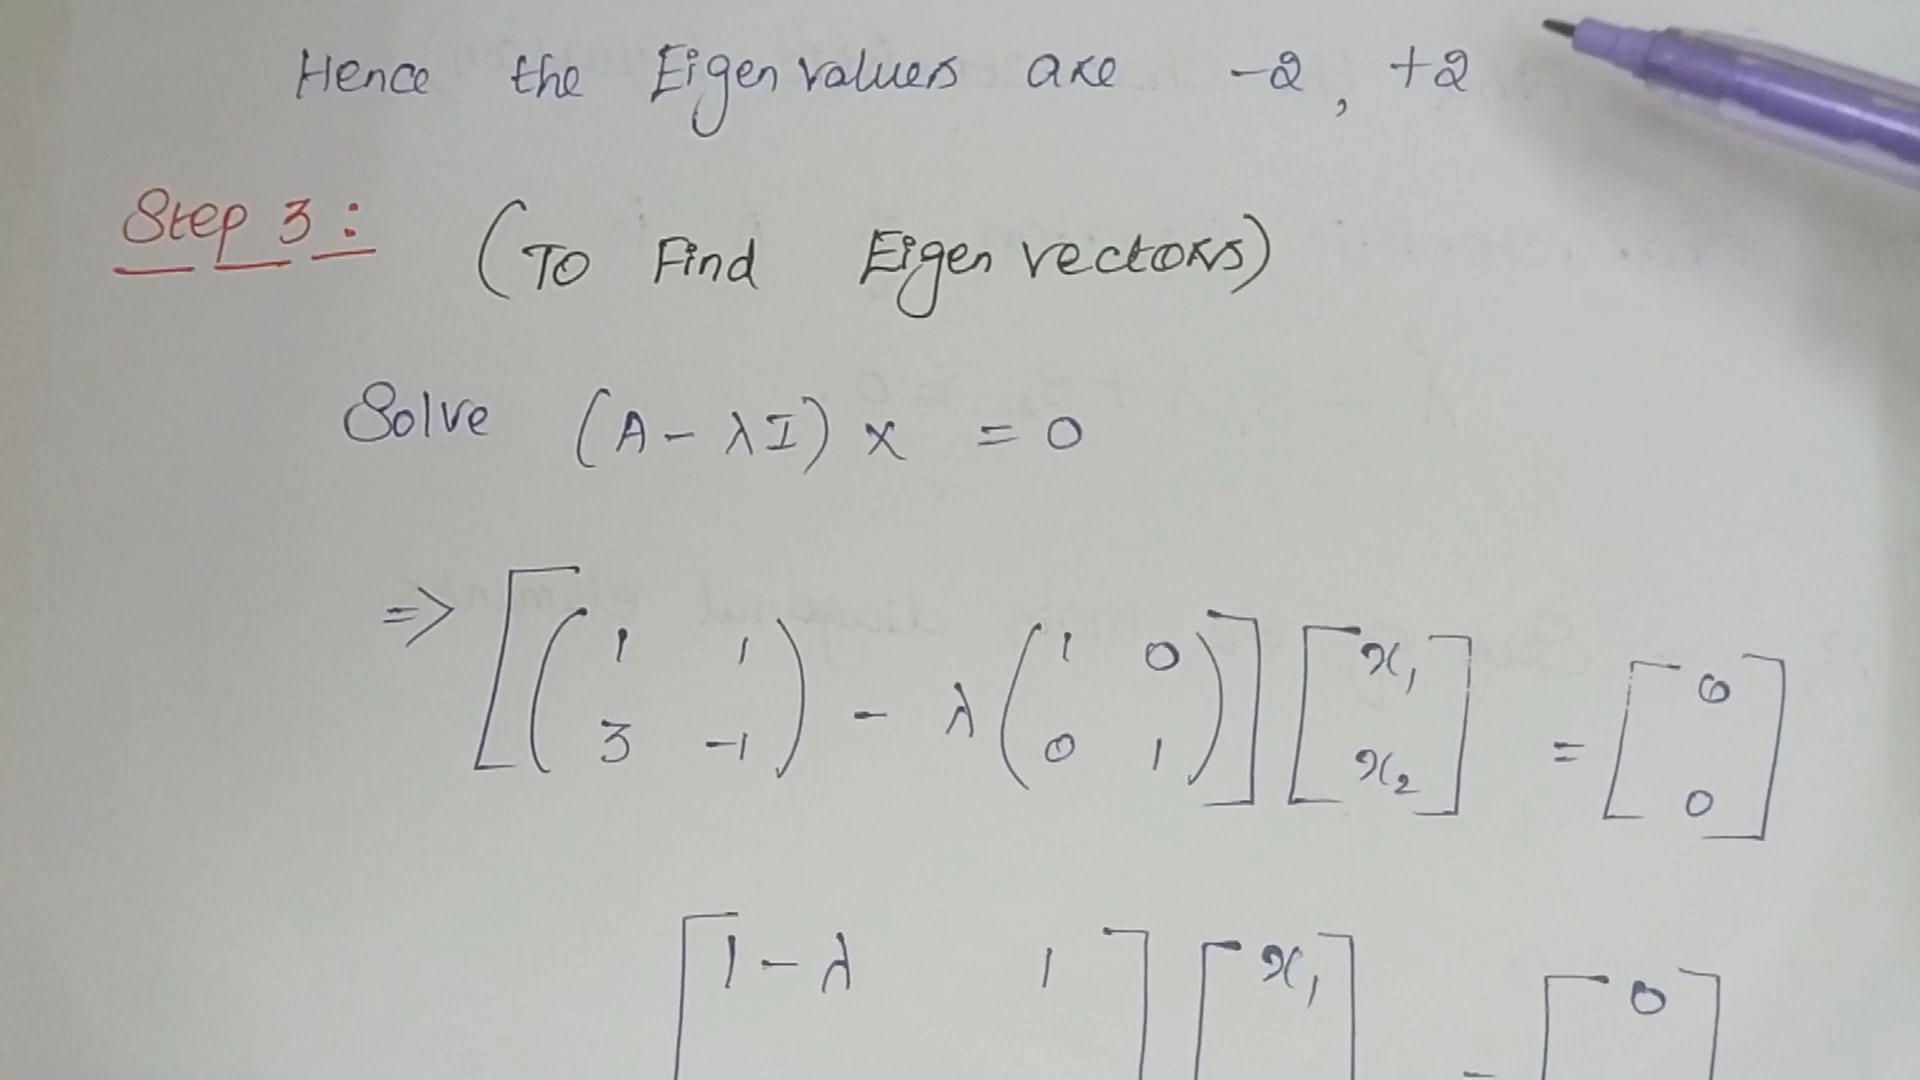 Hence the Eigen values are -2, +2
Step 3: (To Find Eigen vectors)
Solve (A - λI) x = 0
=> [ ( 1 1 ) - λ ( 1 0 ) ] [ x₁ ] = [ 0 ]
3 -1 0 1 x₂ 0
[ 1-λ 1 ] [ x₁ ] = [ 0 ]